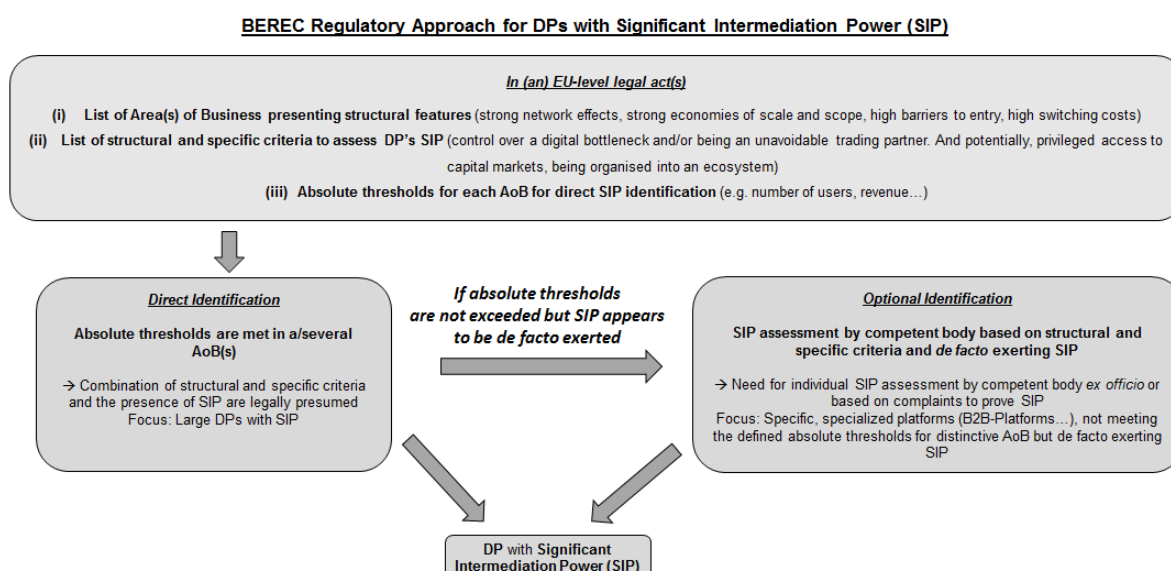 BEREC Regulatory Approach for DPs with Significant Intermediation Power (SIP)
In (an) EU-level legal act(s)
(i) List of Area(s) of Business presenting structural features (strong network effects, strong economies of scale and scope, high barriers to entry, high switching costs)
(ii) List of structural and specific criteria to assess DP's SIP (control over a digital bottleneck and/or being an unavoidable trading partner. And potentially, privileged access to
capital markets, being organised into an ecosystem)
(iii) Absolute thresholds for each AoB for direct SIP identification (e.g. number of users, revenue…)
Direct Identification
Absolute thresholds are met in a/several
AoB(s)
→ Combination of structural and specific criteria
and the presence of SIP are legally presumed
Focus: Large DPs with SIP
If absolute thresholds
are not exceeded but SIP appears
to be de facto exerted
Optional Identification
SIP assessment by competent body based on structural and
specific criteria and de facto exerting SIP
→ Need for individual SIP assessment by competent body ex officio or
based on complaints to prove SIP
Focus: Specific, specialized platforms (B2B-Platforms…), not meeting
the defined absolute thresholds for distinctive AoB but de facto exerting
SIP
DP with Significant
Intermediation Power (SIP)